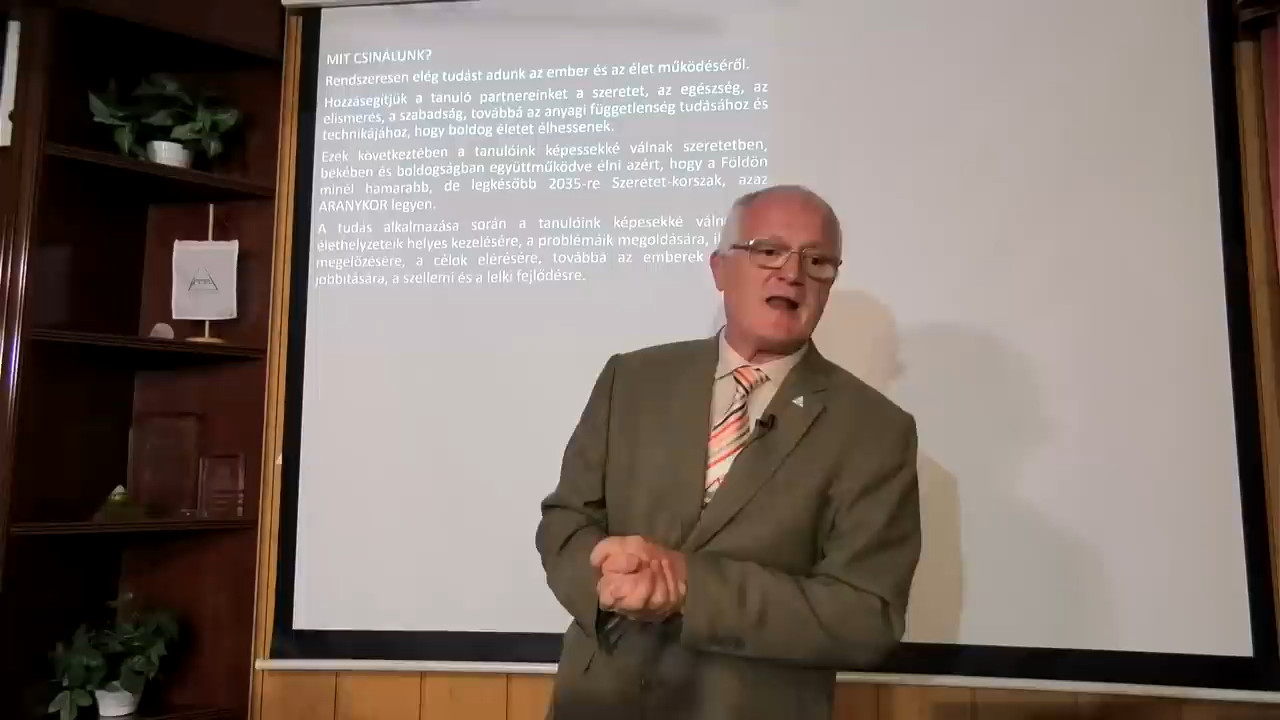 MIT CSINÁLUNK?
Rendszeresen elég tudást adunk az ember és az élet működéséről.
Hozzásegítjük a tanuló partnereinket a szeretet, az egészség, az
elismerés, a szabadság, továbbá az anyagi függetlenség tudásához és
technikájához, hogy boldog életet élhessenek.
Ezek következtében a tanulóink képessekké válnak szeretetben,
békében és boldogságban együttműködve élni azért, hogy a Földön
minél hamarabb, de legkésőbb 2035-re Szeretet-korszak, azaz
ARANYKOR legyen.
A tudás alkalmazása során a tanulóink képesekké
élethelyzeteik helyes kezelésére, a problémáik megoldására,
megelőzésére, a célok elérésére, továbbá az emberek
jobbítására, a szellemi és a lelki fejlődésre.